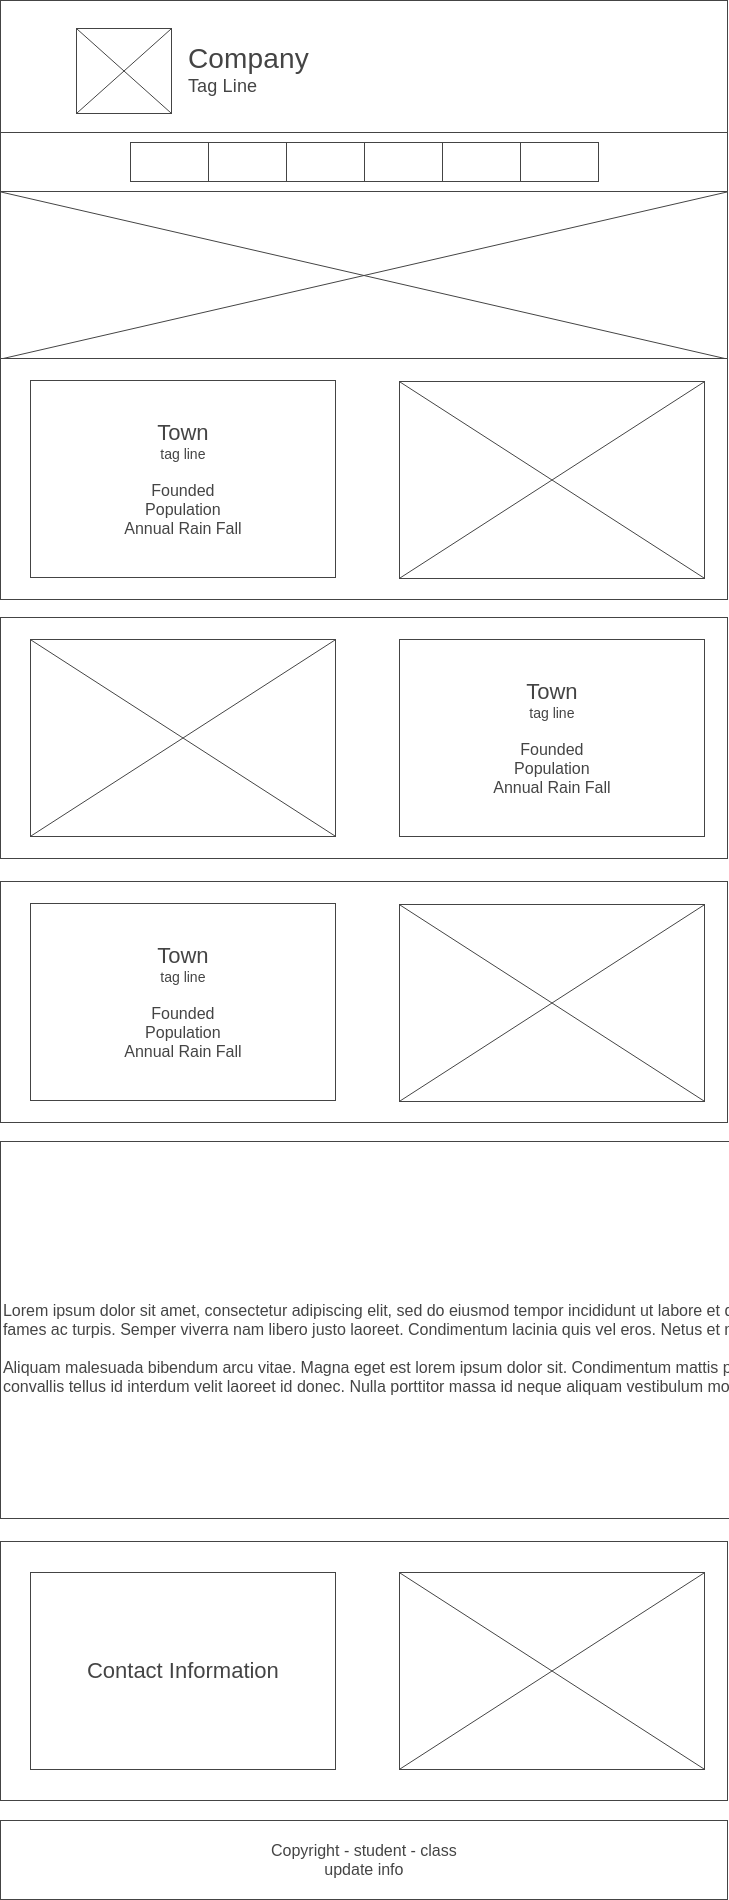 Company
Tag Line
Town
tag line
Founded
Population
Annual Rain Fall
Town
tag line
Founded
Population
Annual Rain Fall
Town
tag line
Founded
Population
Annual Rain Fall
Lorem ipsum dolor sit amet, consectetur adipiscing elit, sed do eiusmod tempor incididunt ut labore et
fames ac turpis. Semper viverra nam libero justo laoreet. Condimentum lacinia quis vel eros. Netus et
Aliquam malesuada bibendum arcu vitae. Magna eget est lorem ipsum dolor sit. Condimentum mattis
convallis tellus id interdum velit laoreet id donec. Nulla porttitor massa id neque aliquam vestibulum
Contact Information
Copyright - student - class
update info